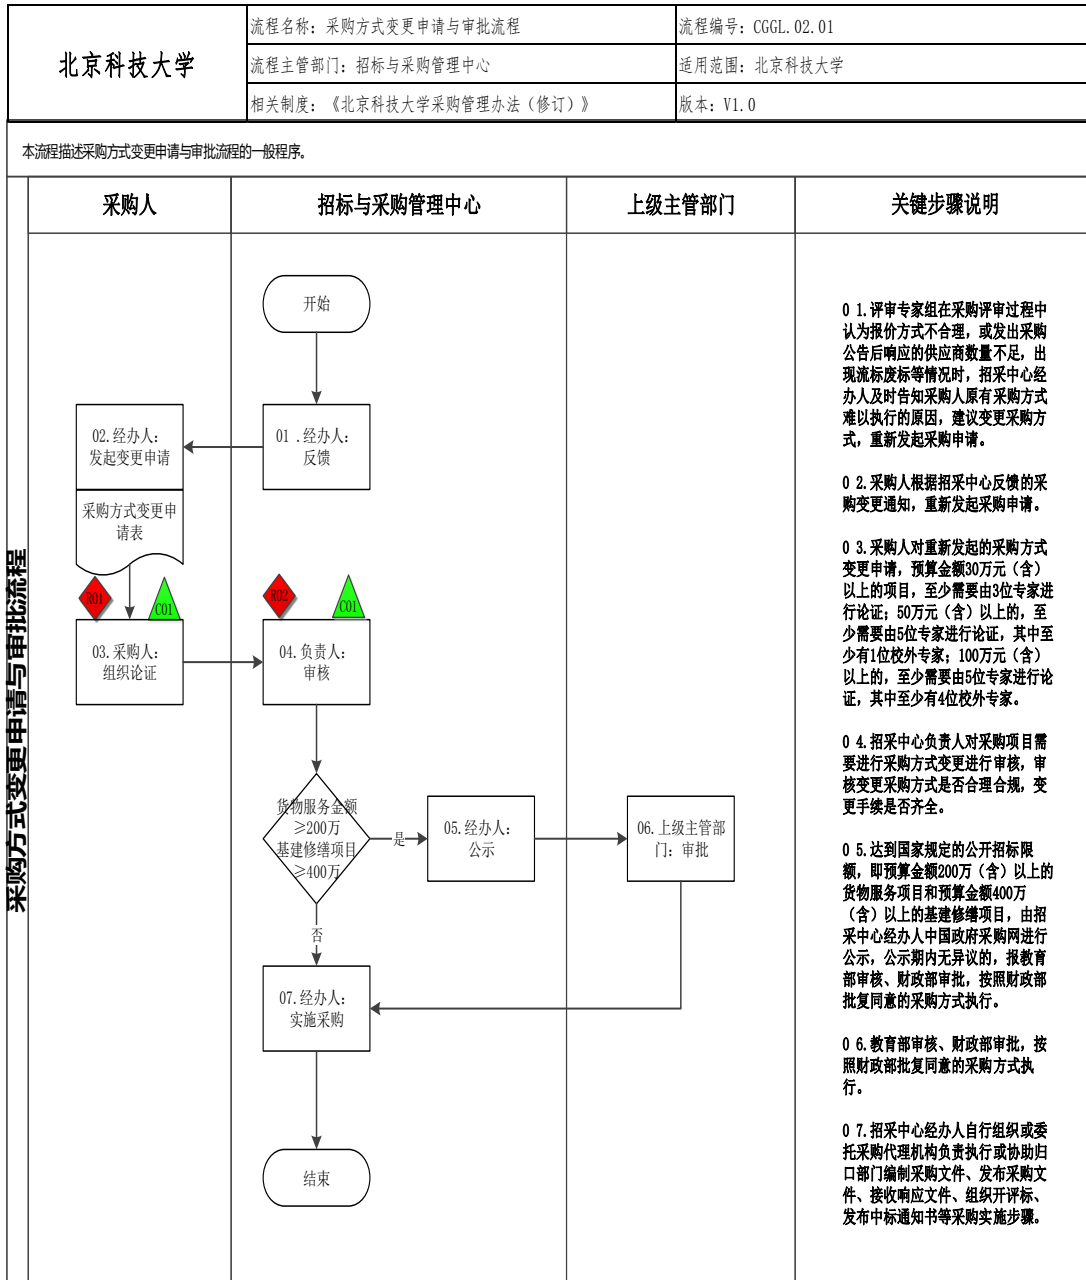 北京科技大学
流程名称：采购方式变更申请与审批流程
流程编号：CGGL.02.01
流程主管部门：招标与采购管理中心
适用范围：北京科技大学
相关制度：《北京科技大学采购管理办法（修订）》
版本：V1.0
本流程描述采购方式变更申请与审批流程的一般程序。
采购方式变更申请与审批流程
采购人
招标与采购管理中心
上级主管部门
关键步骤说明
开始
01 .经办人：
反馈
02.经办人：
发起变更申请
采购方式变更申
请表
R01
C01
03.采购人：
组织论证
R02
C01
04.负责人：
审核
货物服务金额
≥200万
基建修缮项目
≥400万
是
否
05.经办人：
公示
06.上级主管部
门：审批
07.经办人：
实施采购
结束
0 1.评审专家组在采购评审过程中
认为报价方式不合理，或发出采购
公告后响应的供应商数量不足，出
现流标废标等情况时，招采中心经
办人及时告知采购人原有采购方式
难以执行的原因，建议变更采购方
式，重新发起采购申请。
0 2.采购人根据招采中心反馈的采
购变更通知，重新发起采购申请。
0 3.采购人对重新发起的采购方式
变更申请，预算金额30万元（含）
以上的项目，至少需要由3位专家进
行论证；50万元（含）以上的，至
少需要由5位专家进行论证，其中至
少有1位校外专家；100万元（含）
以上的，至少需要由5位专家进行论
证，其中至少有4位校外专家。
0 4.招采中心负责人对采购项目需
要进行采购方式变更进行审核，审
核变更采购方式是否合理合规，变
更手续是否齐全。
0 5.达到国家规定的公开招标限
额，即预算金额200万（含）以上的
货物服务项目和预算金额400万
（含）以上的基建修缮项目，由招
采中心经办人中国政府采购网进行
公示，公示期内无异议的，报教育
部审核、财政部审批，按照财政部
批复同意的采购方式执行。
0 6.教育部审核、财政部审批，按
照财政部批复同意的采购方式执
行。
0 7.招采中心经办人自行组织或委
托采购代理机构负责执行或协助归
口部门编制采购文件、发布采购文
件、接收响应文件、组织开评标、
发布中标通知书等采购实施步骤。